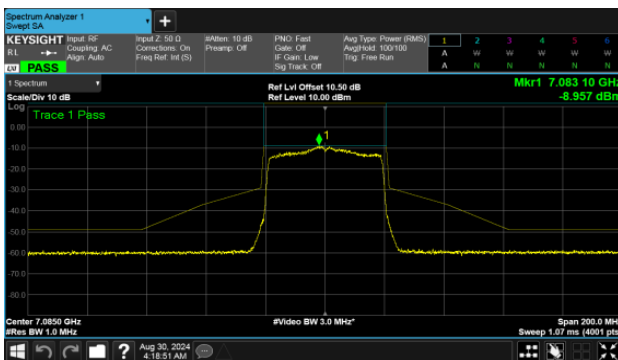 Spectrum Analyzer 1
Swept SA
KEYSIGHT Input: RF Input Z: 50 Ω #Atten: 10 dB PNO: Fast Avg Type: Power (RMS) 1 2 3 4 5 6
RL Coupling: AC Corrections: On Preamp: Off Gate: Off Avg|Hold: 100/100 A W W W W W
Align: Auto Freq Ref: Int (S) IF Gain: Low Trig: Free Run
LXI PASS Sig Track: Off A N N N N N
1 Spectrum Ref Lvl Offset 10.50 dB Mkr1 7.083 10 GHz
Scale/Div 10 dB Ref Level 10.00 dBm -8.957 dBm
Log
Trace 1 Pass
0.00
1
-10.0
-20.0
-30.0
-40.0
-50.0
-60.0
-70.0
-80.0
Center 7.0850 GHz #Video BW 3.0 MHz* Span 200.0 MH
#Res BW 1.0 MHz Sweep 1.07 ms (4001 pts
Aug 30, 2024
4:18:51 AM